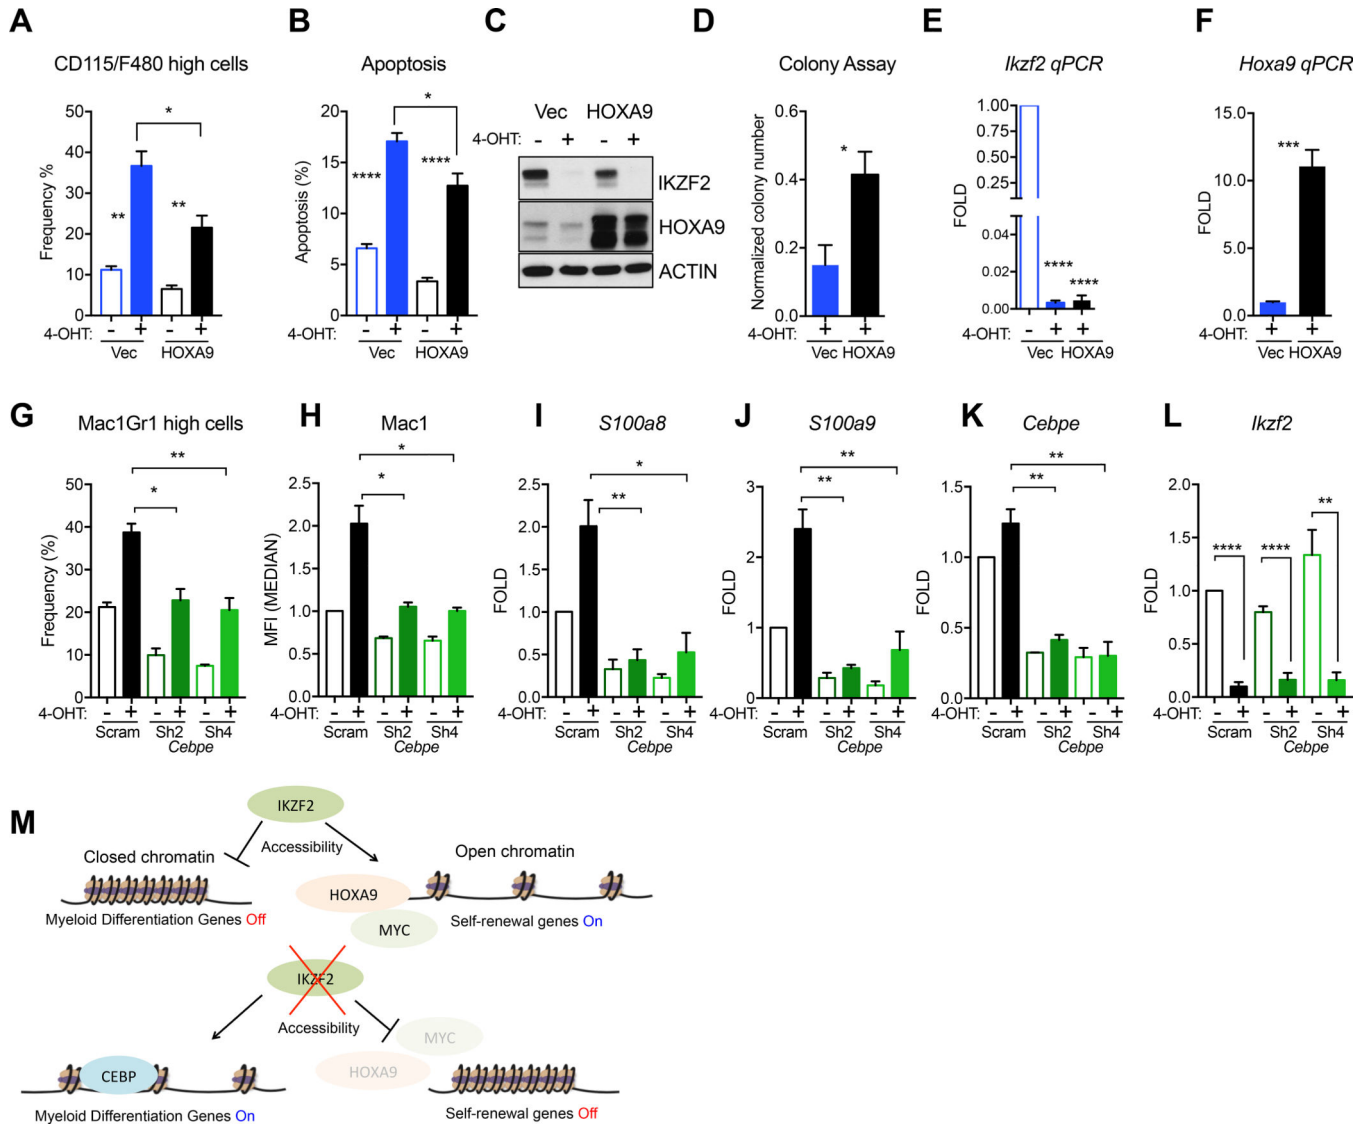 A
B
C
D
E
F
CD115/F480 high cells
Apoptosis
Colony Assay
Ikzf2 qPCR
Hoxa9 qPCR
Frequency %
50
40
30
20
10
0
**
**
*
4-OHT: - + - +
Vec HOXA9
Apoptosis (%)
20
15
10
5
0
****
****
*
4-OHT: - + - +
Vec HOXA9
Vec HOXA9
4-OHT: - + - +
IKZF2
HOXA9
ACTIN
Normalized colony number
0.6
0.4
0.2
0.0
*
4-OHT: + +
Vec HOXA9
FOLD
1.00
0.75
0.50
0.25
0.04
0.02
0.00
****
****
4-OHT: - + +
Vec HOXA9
FOLD
15.0
10.0
5.0
0.0
***
4-OHT: + +
Vec HOXA9
G
H
I
J
K
L
Mac1Gr1 high cells
Mac1
S100a8
S100a9
Cebpe
Ikzf2
Frequency (%)
50
40
30
20
10
0
**
*
4-OHT: - + - + - +
Scram Sh2 Sh4
Cebpe
MFI (MEDIAN)
2.5
2.0
1.5
1.0
0.5
0.0
*
*
4-OHT: - + - + - +
Scram Sh2 Sh4
Cebpe
FOLD
2.5
2.0
1.5
1.0
0.5
0.0
*
**
4-OHT: - + - + - +
Scram Sh2 Sh4
Cebpe
FOLD
3
2
1
0
**
**
4-OHT: - + - + - +
Scram Sh2 Sh4
Cebpe
FOLD
1.5
1.0
0.5
0.0
**
**
4-OHT: - + - + - +
Scram Sh2 Sh4
Cebpe
2.0
1.5
1.0
0.5
0.0
****
****
**
4-OHT: - + - + - +
Scram Sh2 Sh4
Cebpe
M
IKZF2
Accessibility
Closed chromatin
Open chromatin
HOXA9
MYC
Myeloid Differentiation Genes Off
Self-renewal genes On
IKZF2
Accessibility
MYC
HOXA9
CEBP
Myeloid Differentiation Genes On
Self-renewal genes Off